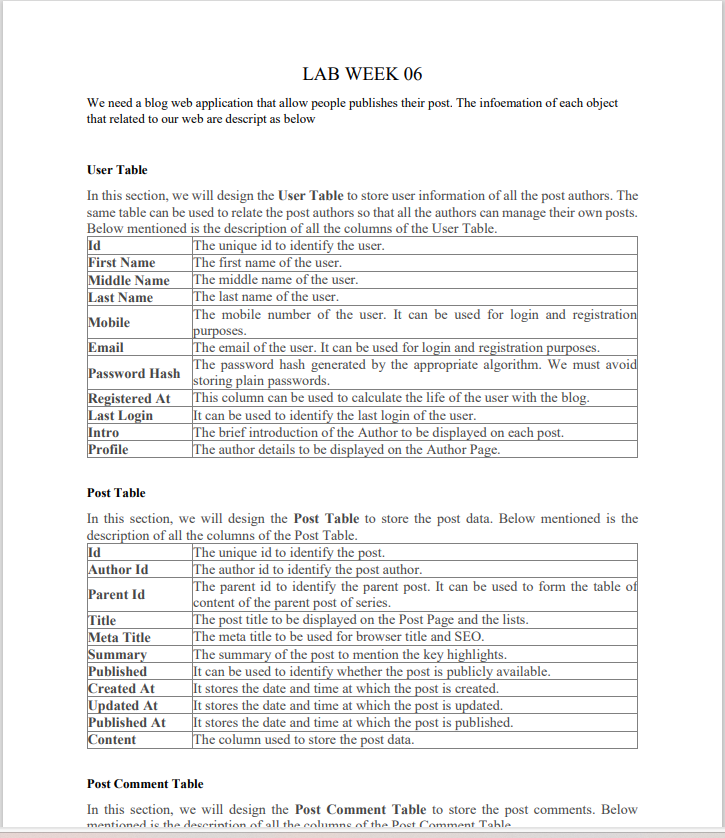 LAB WEEK 06
We need a blog web application that allow people publishes their post. The infoemation of each object
that related to our web are descript as below
User Table
In this section, we will design the User Table to store user information of all the post authors. The
same table can be used to relate the post authors so that all the authors can manage their own posts.
Below mentioned is the description of all the columns of the User Table.
Id The unique id to identify the user.
First Name The first name of the user.
Middle Name The middle name of the user.
Last Name The last name of the user.
Mobile The mobile number of the user. It can be used for login and registration
purposes.
Email The email of the user. It can be used for login and registration purposes.
Password Hash The password hash generated by the appropriate algorithm. We must avoid
storing plain passwords.
Registered At This column can be used to calculate the life of the user with the blog.
Last Login It can be used to identify the last login of the user.
Intro The brief introduction of the Author to be displayed on each post.
Profile The author details to be displayed on the Author Page.
Post Table
In this section, we will design the Post Table to store the post data. Below mentioned is the
description of all the columns of the Post Table.
Id The unique id to identify the post.
Author Id The author id to identify the post author.
Parent Id The parent id to identify the parent post. It can be used to form the table of
content of the parent post of series.
Title The post title to be displayed on the Post Page and the lists.
Meta Title The meta title to be used for browser title and SEO.
Summary The summary of the post to mention the key highlights.
Published It can be used to identify whether the post is publicly available.
Created At It stores the date and time at which the post is created.
Updated At It stores the date and time at which the post is updated.
Published At It stores the date and time at which the post is published.
Content The column used to store the post data.
Post Comment Table
In this section, we will design the Post Comment Table to store the post comments. Below
mentioned is the description of all the columns of the Post Comment Table.